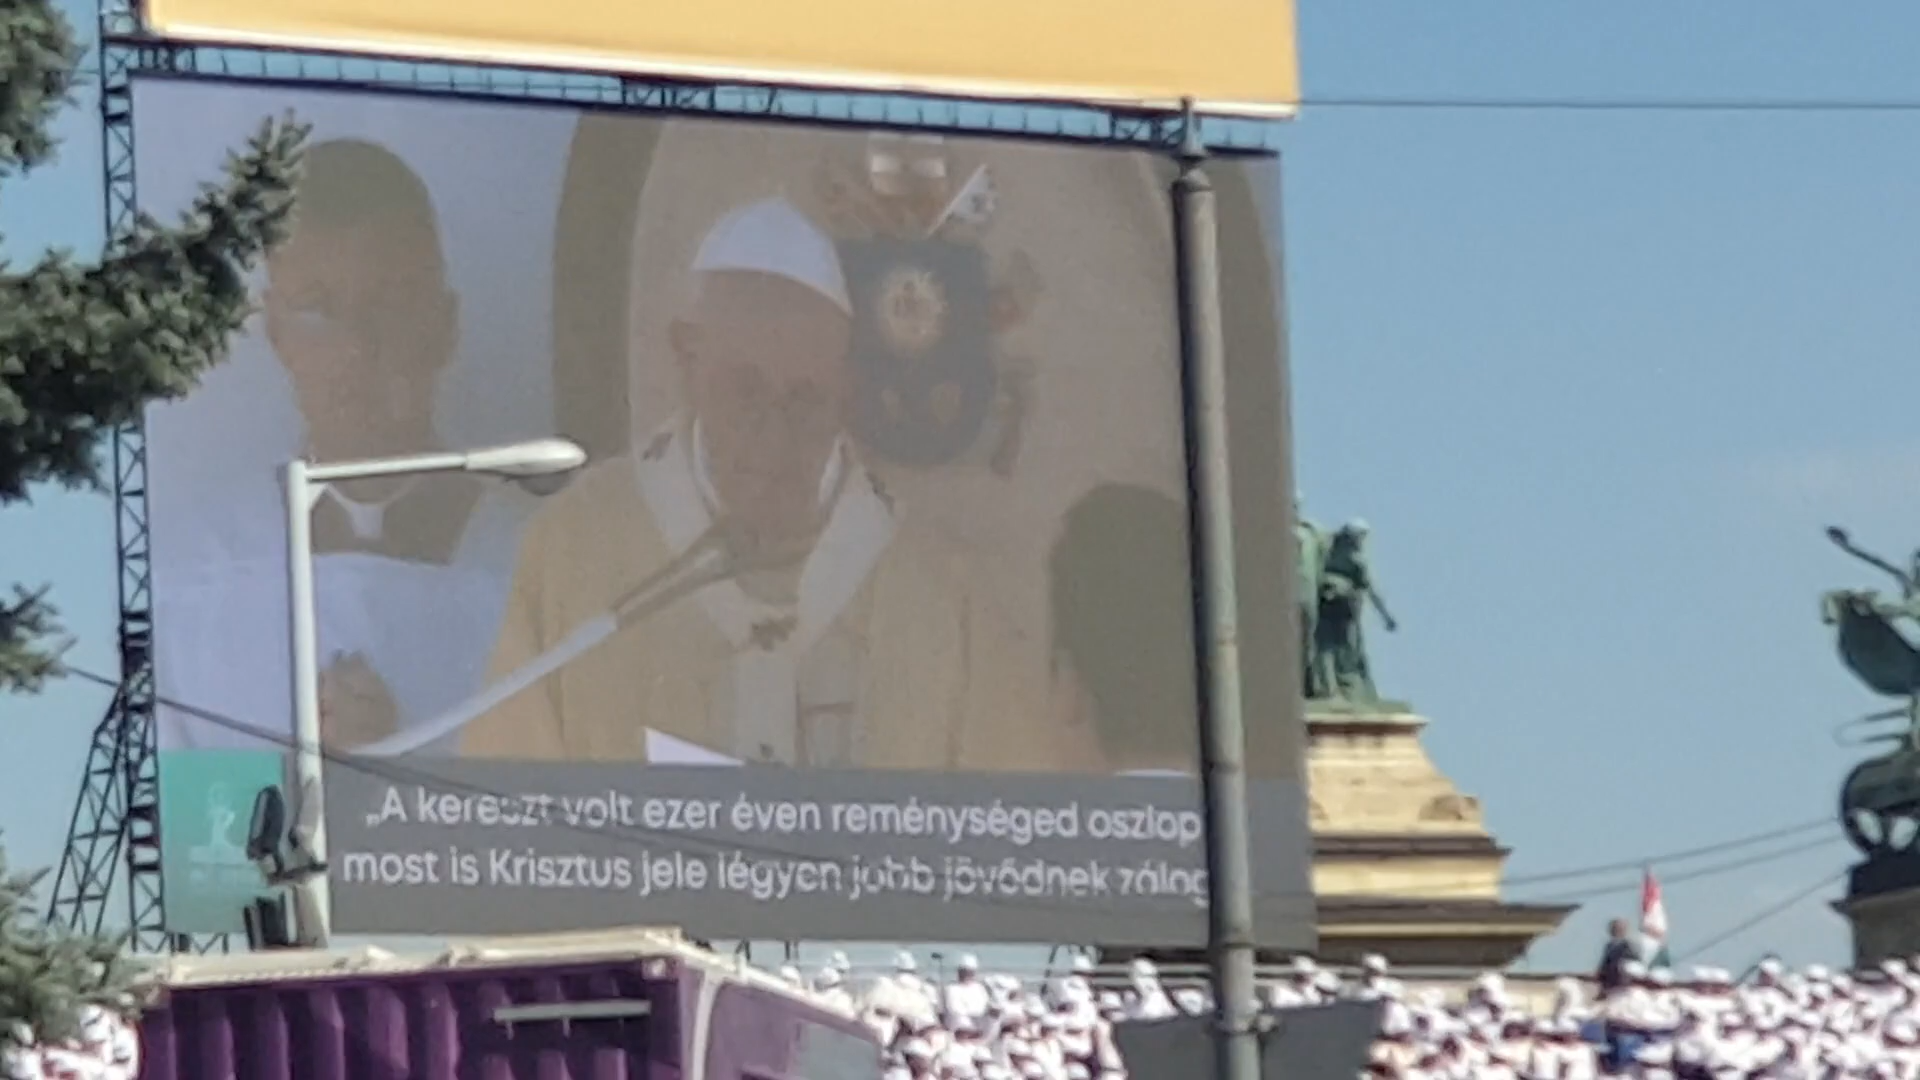 „A kereszt volt ezer éven reménységed oszlop
most is Krisztus jele légyen jobb jövődnek zálog